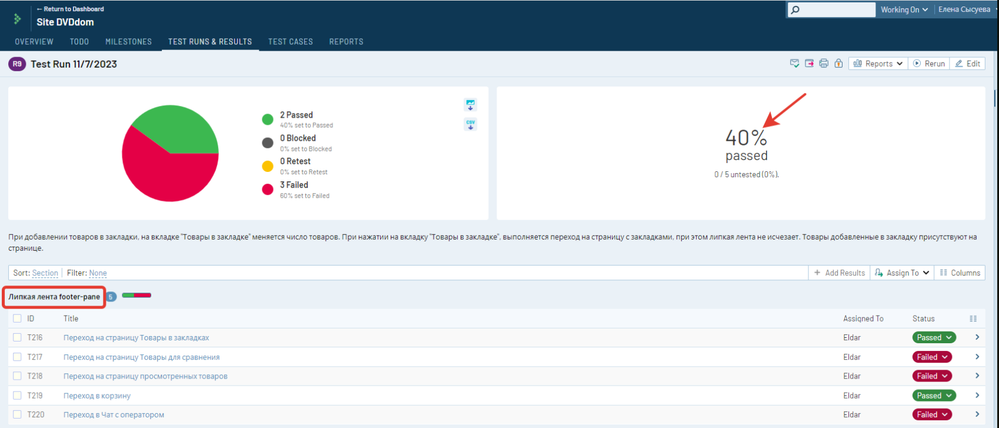 ← Return to Dashboard
Site DVDdom
Working On
Елена Сысуева
OVERVIEW TODO MILESTONES TEST RUNS & RESULTS TEST CASES REPORTS
R9 Test Run 11/7/2023
Reports Rerun Edit
2 Passed
40% set to Passed
0 Blocked
0% set to Blocked
0 Retest
0% set to Retest
3 Failed
60% set to Failed
CSV
40%
passed
0 / 5 untested (0%).
При добавлении товаров в закладки, на вкладке "Товары в закладке" меняется число товаров. При нажатии на вкладку "Товары в закладке", выполняется переход на страницу с закладками, при этом липкая лента не исчезает. Товары добавленные в закладку присутствуют на
странице.
Sort: Section Filter: None + Add Results Assign To Columns
Липкая лента footer-pane 5
ID Title Assigned To Status
T216 Переход на страницу Товары в закладках Eldar Passed
T217 Переход на страницу Товары для сравнения Eldar Failed
T218 Переход на страницу просмотренных товаров Eldar Failed
T219 Переход в корзину Eldar Passed
T220 Переход в Чат с оператором Eldar Failed